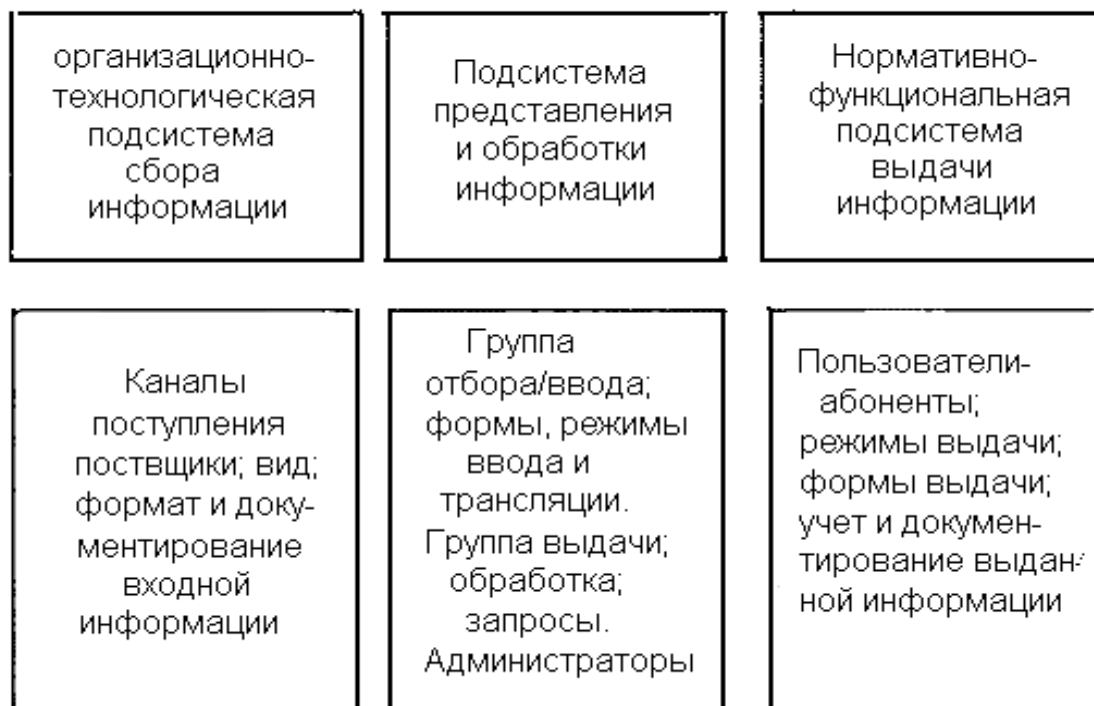 организационно-
технологическая
подсистема
сбора
информации
Подсистема
представления
и обработки
информации
Нормативно-
функциональная
подсистема
выдачи
информации
Каналы
поступления
поствщики; вид;
формат и доку-
ментирование
входной
информации
Группа
отбора/ввода;
формы, режимы
ввода и
трансляции.
Группа выдачи;
обработка;
запросы.
Администраторы
Пользователи-
абоненты;
режимы выдачи;
формы выдачи;
учет и докумен-
тирование выдан-
ной информации